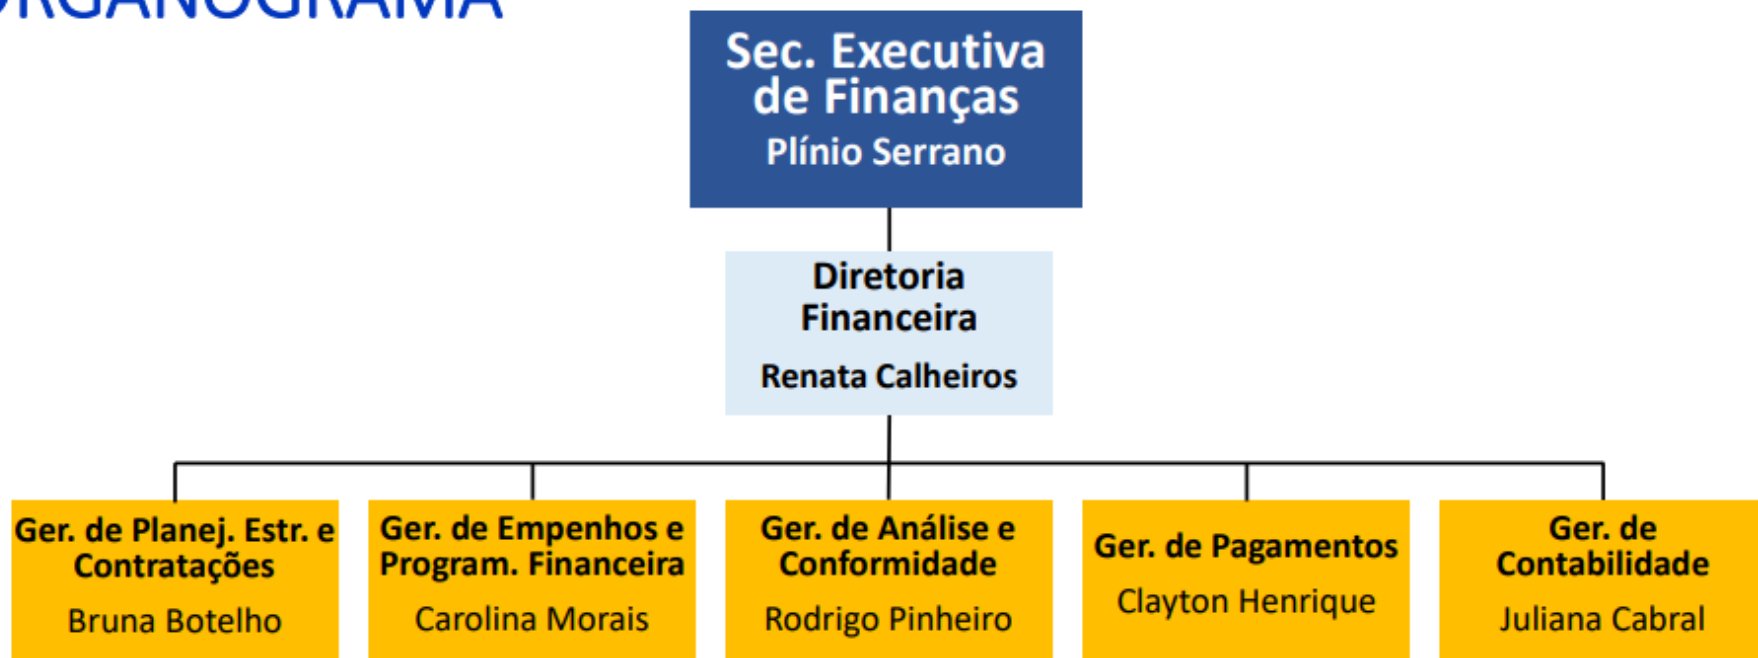 ORGANOGRAMA
Sec. Executiva
de Finanças
Plínio Serrano
Diretoria
Financeira
Renata Calheiros
Ger. de Planej. Estr. e
Contratações
Bruna Botelho
Ger. de Empenhos e
Program. Financeira
Carolina Morais
Ger. de Análise e
Conformidade
Rodrigo Pinheiro
Ger. de Pagamentos
Clayton Henrique
Ger. de
Contabilidade
Juliana Cabral